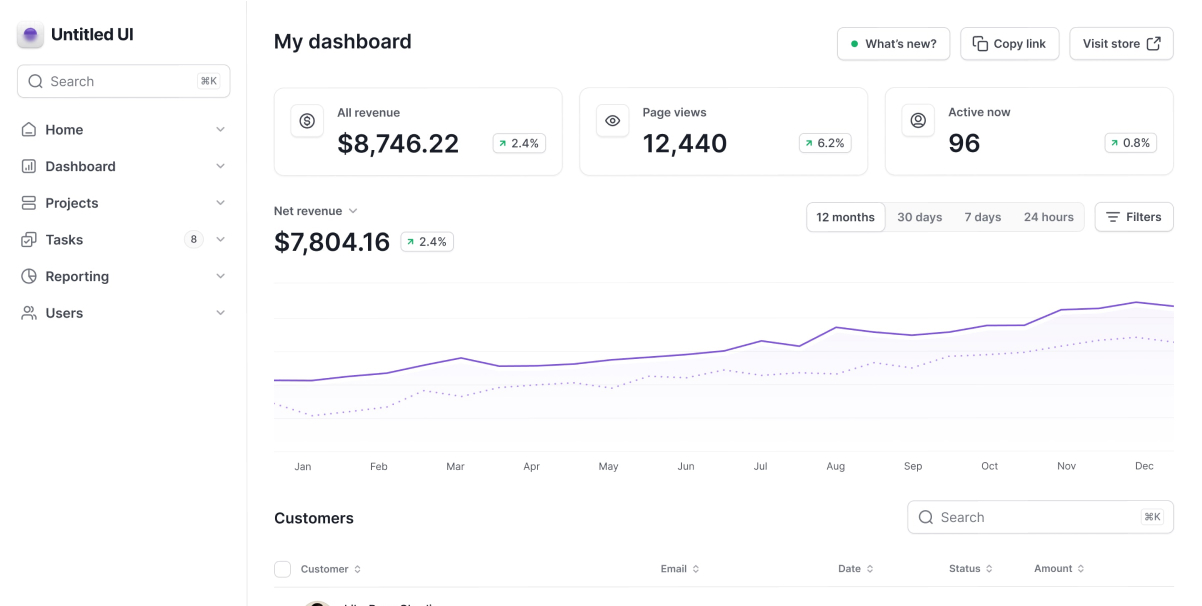 Untitled UI
Search ⌘K
Home
Dashboard
Projects
Tasks 8
Reporting
Users
My dashboard
What's new? Copy link Visit store
All revenue
$8,746.22 2.4%
Page views
12,440 6.2%
Active now
96 0.8%
Net revenue
$7,804.16 2.4%
12 months 30 days 7 days 24 hours Filters
Jan Feb Mar Apr May Jun Jul Aug Sep Oct Nov Dec
Customers
Search ⌘K
Customer Email Date Status Amount